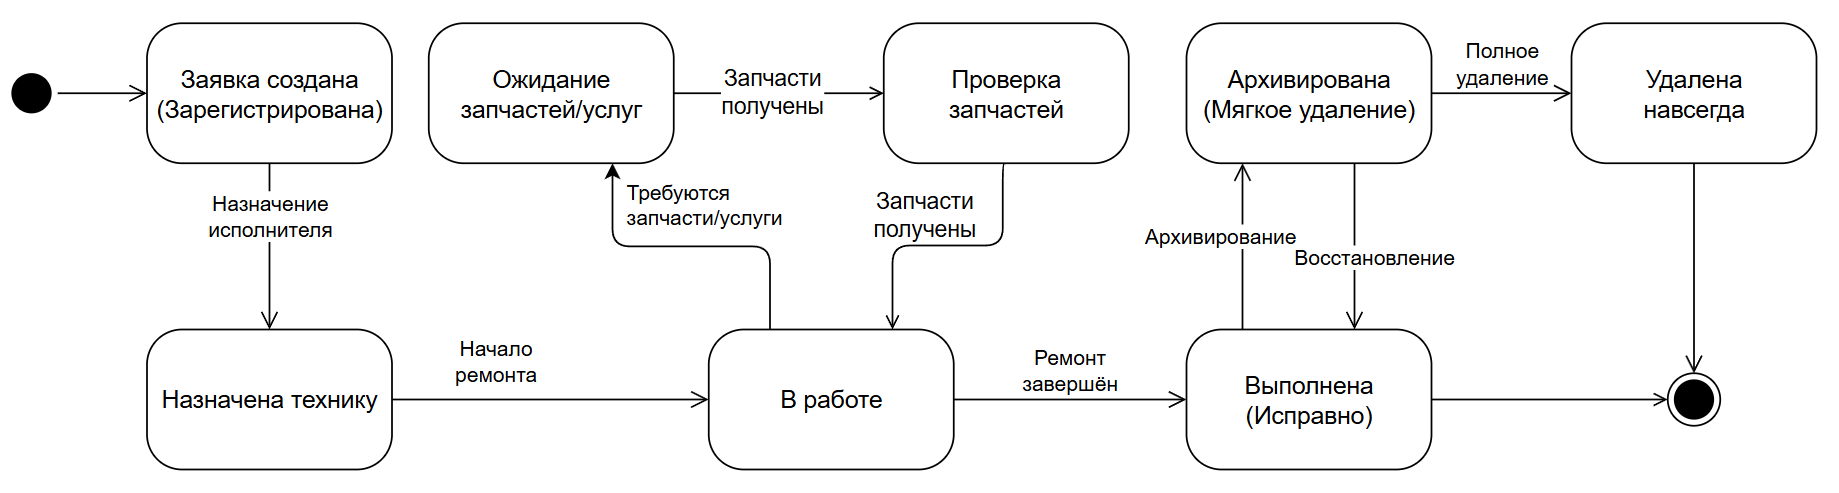 Заявка создана
(Зарегистрирована)
Ожидание
запчастей/услуг
Запчасти
получены
Проверка
запчастей
Архивирована
(Мягкое удаление)
Полное
удаление
Удалена
навсегда
Назначение
исполнителя
Требуются
запчасти/услуги
Запчасти
получены
Архивирование
Восстановление
Назначена технику
Начало
ремонта
В работе
Ремонт
завершён
Выполнена
(Исправно)